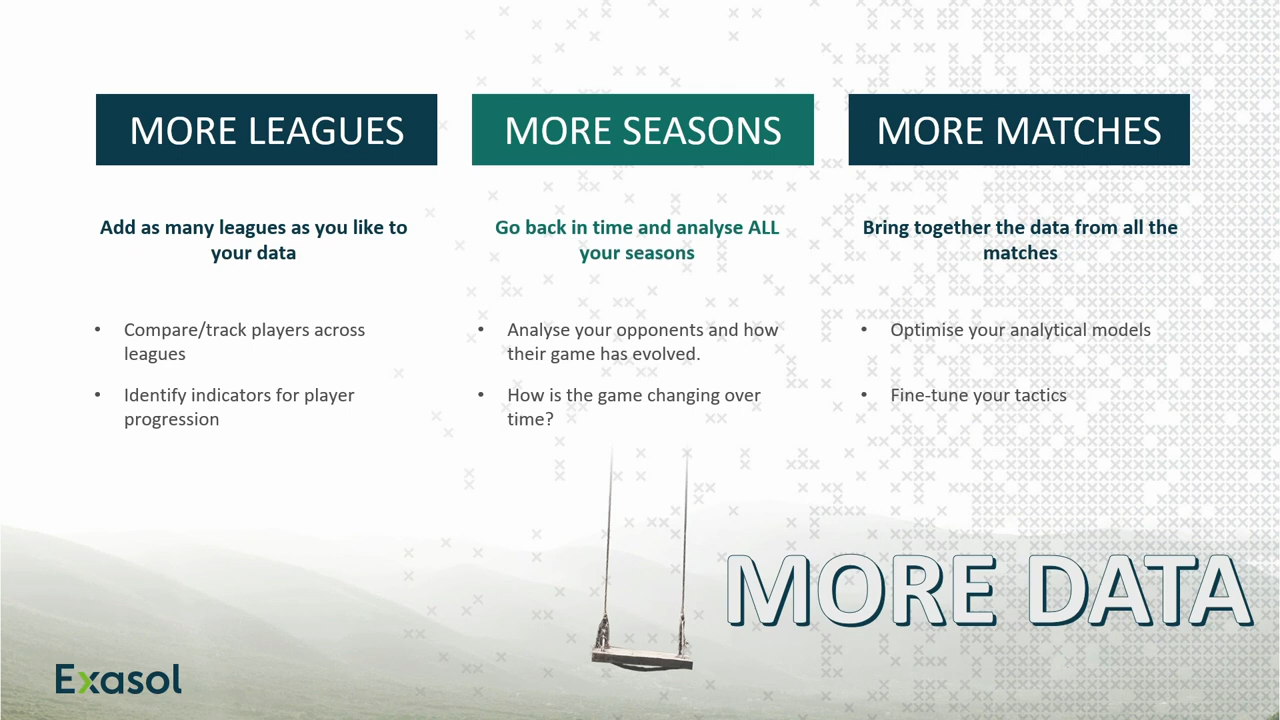 MORE LEAGUES
Add as many leagues as you like to
your data
• Compare/track players across
leagues
• Identify indicators for player
progression
MORE SEASONS
Go back in time and analyse ALL
your seasons
• Analyse your opponents and how
their game has evolved.
• How is the game changing over
time?
MORE MATCHES
Bring together the data from all the
matches
• Optimise your analytical models
• Fine-tune your tactics
MORE DATA
Exasol